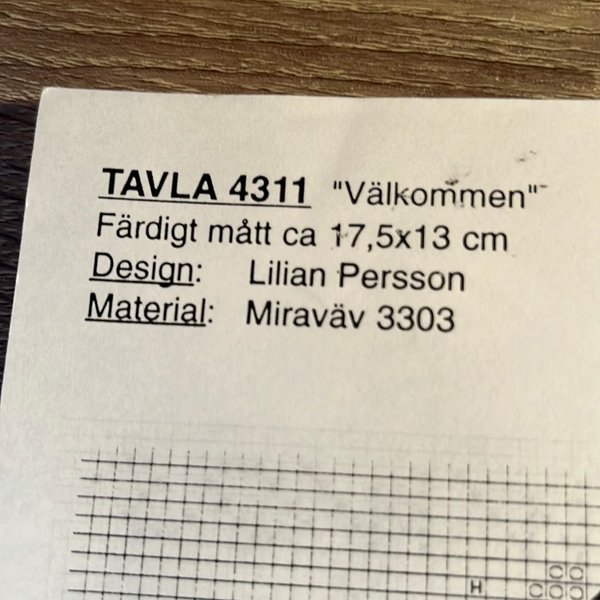 TAVLA 4311 "Välkommen"
Färdigt mått ca 17,5x13 cm
Design: Lilian Persson
Material: Miraväv 3303
H